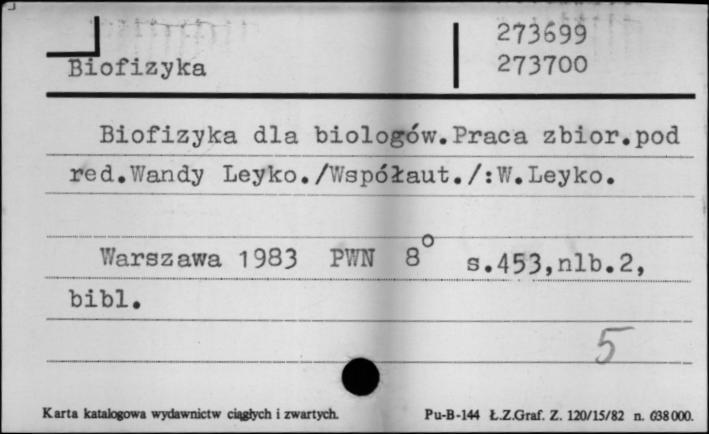 273699
Biofizyka
273700
Biofizyka dla biologów.Praca zbior.pod
red.Wandy Leyko./Współaut./:W.Leyko.
Warszawa 1983 PWN 8° s.453,nlb.2,
bibl.
5
Karta katalogowa wydawnictw ciągłych i zwartych. Pu-B-144 Ł.Z.Graf. Z. 120/15/82 n. 638000.